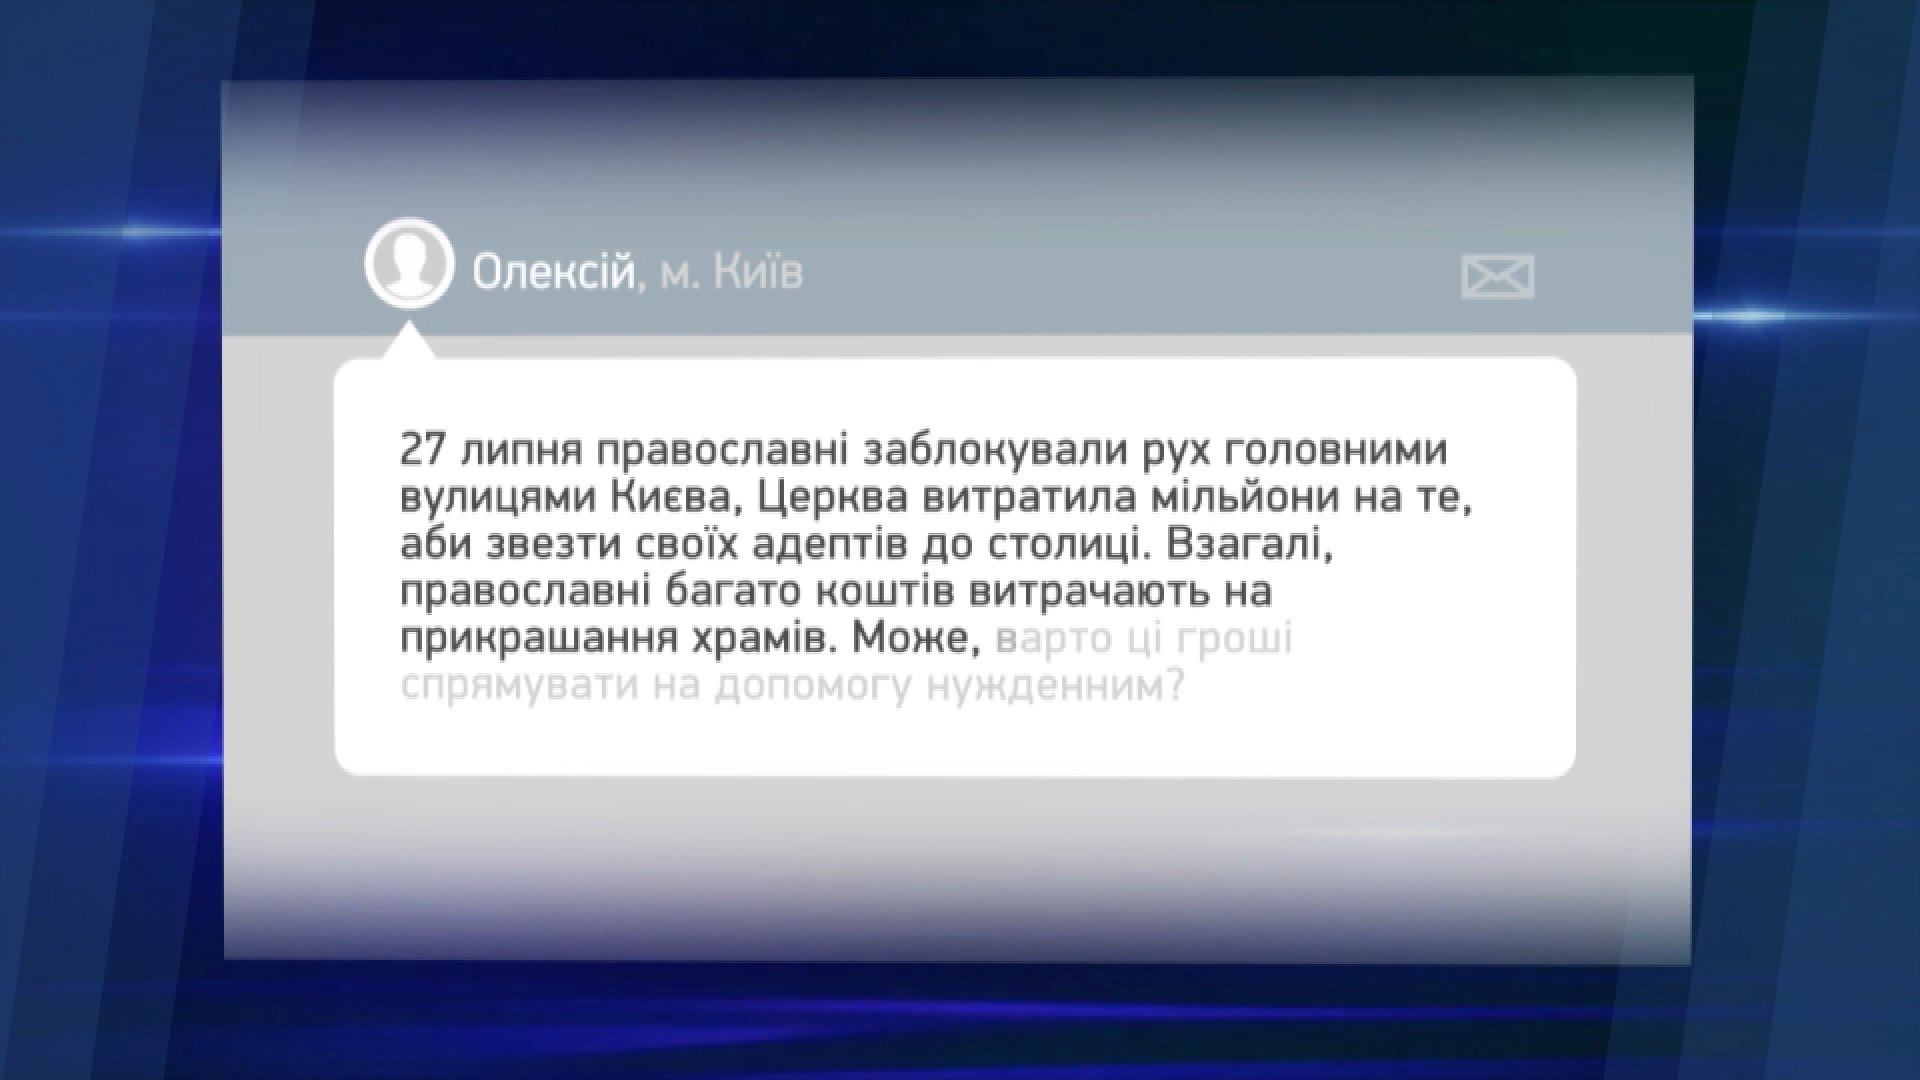 Олексій, м. Київ
27 липня православні заблокували рух головними
вулицями Києва, Церква витратила мільйони на те,
аби звезти своїх адептів до столиці. Взагалі,
православні багато коштів витрачають на
прикрашання храмів. Може, варто ці гроші
спрямувати на допомогу нужденним?